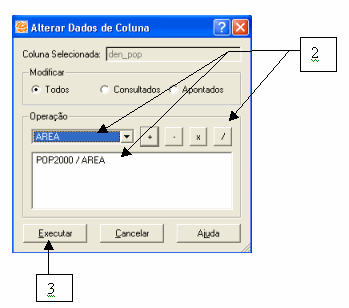 Alterar Dados de Coluna
Coluna Selecionada: den_pop
2
Modificar
Todos Consultados Apontados
Operação
AREA + - x /
POP2000 / AREA
Executar Cancelar Ajuda
3